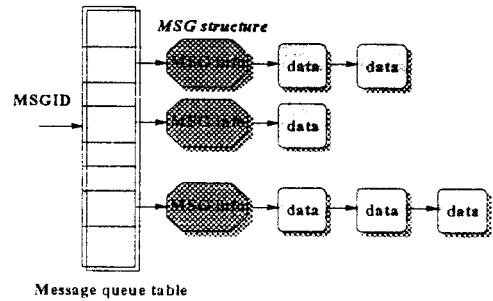 MSG structure
MSG info
data
data
MSGID
MSG info
data
MSG info
data
data
data
Message queue table